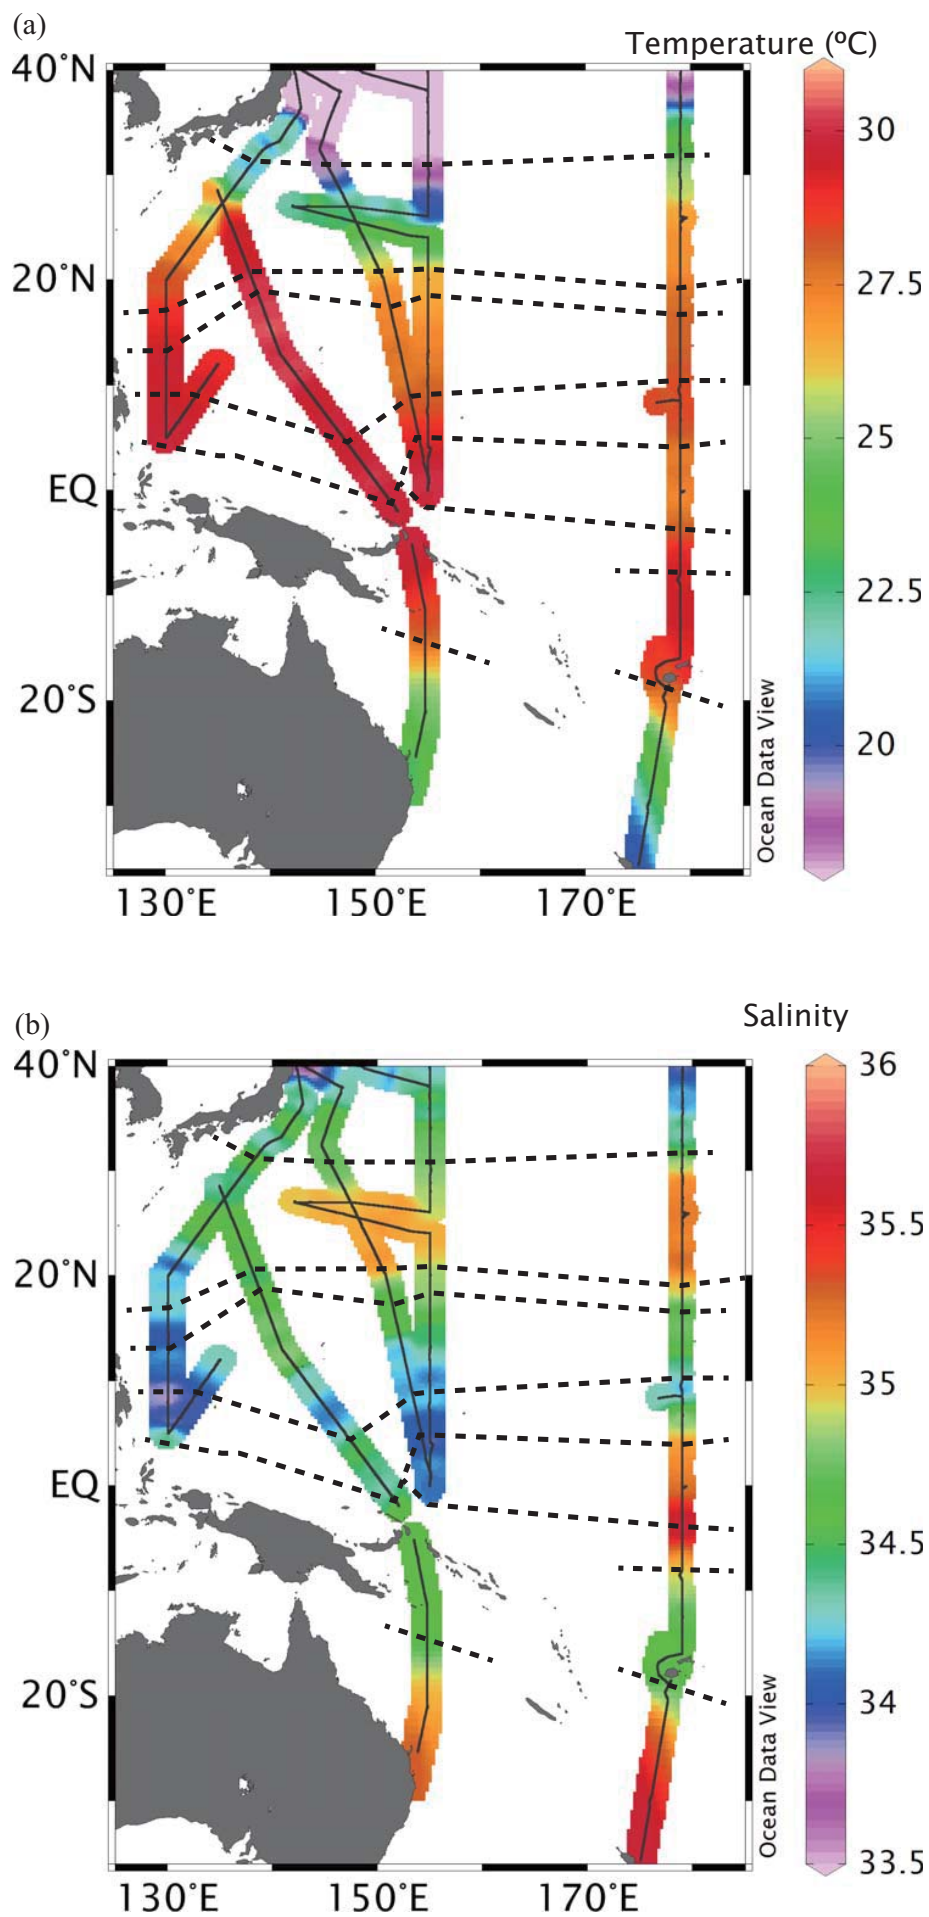 (a)
Temperature (ºC)
40˚N
30
20˚N
27.5
25
EQ
22.5
20˚S
20
Ocean Data View
130˚E
150˚E
170˚E
(b)
Salinity
40˚N
36
35.5
20˚N
35
EQ
34.5
20˚S
34
Ocean Data View
33.5
130˚E
150˚E
170˚E